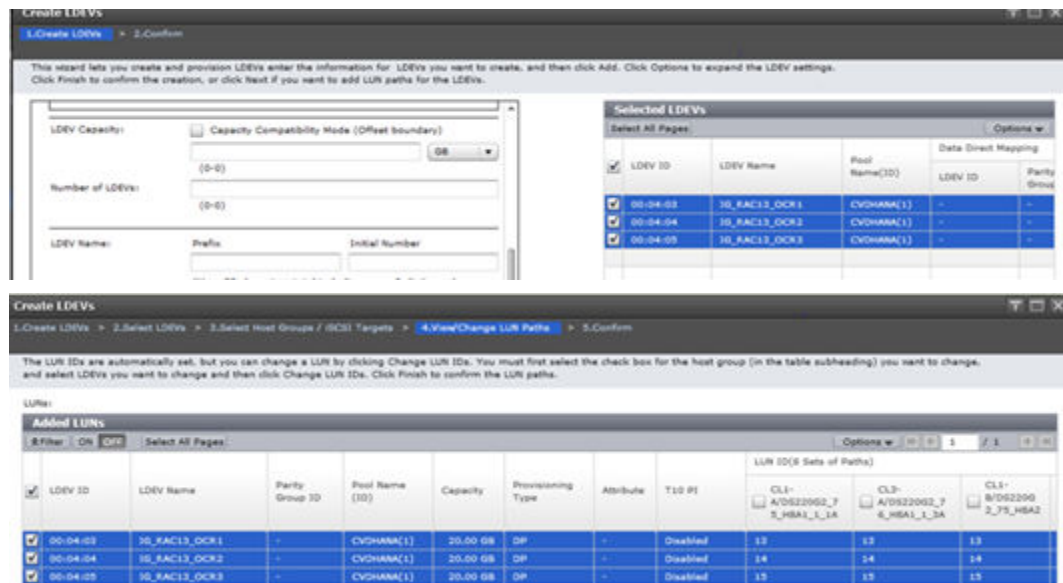 Create LDEVs
1.Create LDEVs > 2.Confirm
This wizard lets you create and provision LDEVs enter the information for LDEVs you want to create, and then click Add. Click Options to expand the LDEV settings.
Click Finish to confirm the creation, or click Next if you want to add LUN paths for the LDEVs.
LDEV Capacity:
Capacity Compatibility Mode (Offset boundary)
GB
(0-0)
Number of LDEVs:
(0-0)
LDEV Name: Prefix Initial Number
Selected LDEVs
Select All Pages Options
LDEV ID LDEV Name Pool Name(ID) Data Direct Mapping
LDEV ID Parity Group
00:04:03 3G_RAC13_OCR1 CVDHANA(1) - -
00:04:04 3G_RAC13_OCR2 CVDHANA(1) - -
00:04:05 3G_RAC13_OCR3 CVDHANA(1) - -
Create LDEVs
1.Create LDEVs > 2.Select LDEVs > 3.Select Host Groups / iSCSI Targets > 4.View/Change LUN Paths > 5.Confirm
The LUN IDs are automatically set, but you can change a LUN by clicking Change LUN IDs. You must first select the check box for the host group (in the table subheading) you want to change,
and select LDEVs you want to change and then click Change LUN IDs. Click Finish to confirm the LUN paths.
LUNs:
Added LUNs
Filter ON OFF Select All Pages Options 1 / 1
LUN ID(6 Sets of Paths)
LDEV ID LDEV Name Parity Group ID Pool Name (ID) Capacity Provisioning Type Attribute T10 PI
CL1-A/DS220G2_75_HBA1_1_1A
CL3-A/DS220G2_76_HBA1_1_3A
CL1-B/DS220G2_75_HBA2
00:04:03 3G_RAC13_OCR1 - CVDHANA(1) 20.00 GB DP - Disabled 13 13 13
00:04:04 3G_RAC13_OCR2 - CVDHANA(1) 20.00 GB DP - Disabled 14 14 14
00:04:05 3G_RAC13_OCR3 - CVDHANA(1) 20.00 GB DP - Disabled 15 15 15